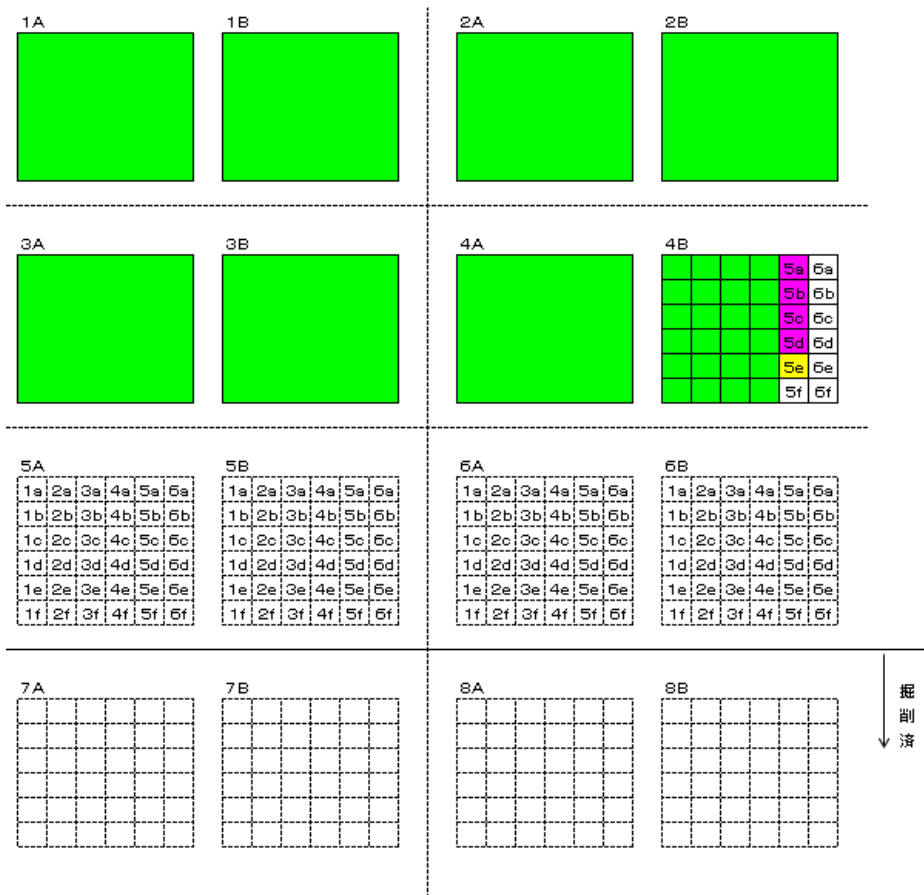 1A 1B 2A 2B
3A 3B 4A 4B
5a 6a
5b 6b
5c 6c
5d 6d
5e 6e
5f 6f
5A 5B 6A 6B
1a 2a 3a 4a 5a 6a 1a 2a 3a 4a 5a 6a 1a 2a 3a 4a 5a 6a 1a 2a 3a 4a 5a 6a
1b 2b 3b 4b 5b 6b 1b 2b 3b 4b 5b 6b 1b 2b 3b 4b 5b 6b 1b 2b 3b 4b 5b 6b
1c 2c 3c 4c 5c 6c 1c 2c 3c 4c 5c 6c 1c 2c 3c 4c 5c 6c 1c 2c 3c 4c 5c 6c
1d 2d 3d 4d 5d 6d 1d 2d 3d 4d 5d 6d 1d 2d 3d 4d 5d 6d 1d 2d 3d 4d 5d 6d
1e 2e 3e 4e 5e 6e 1e 2e 3e 4e 5e 6e 1e 2e 3e 4e 5e 6e 1e 2e 3e 4e 5e 6e
1f 2f 3f 4f 5f 6f 1f 2f 3f 4f 5f 6f 1f 2f 3f 4f 5f 6f 1f 2f 3f 4f 5f 6f
7A 7B 8A 8B
掘削済